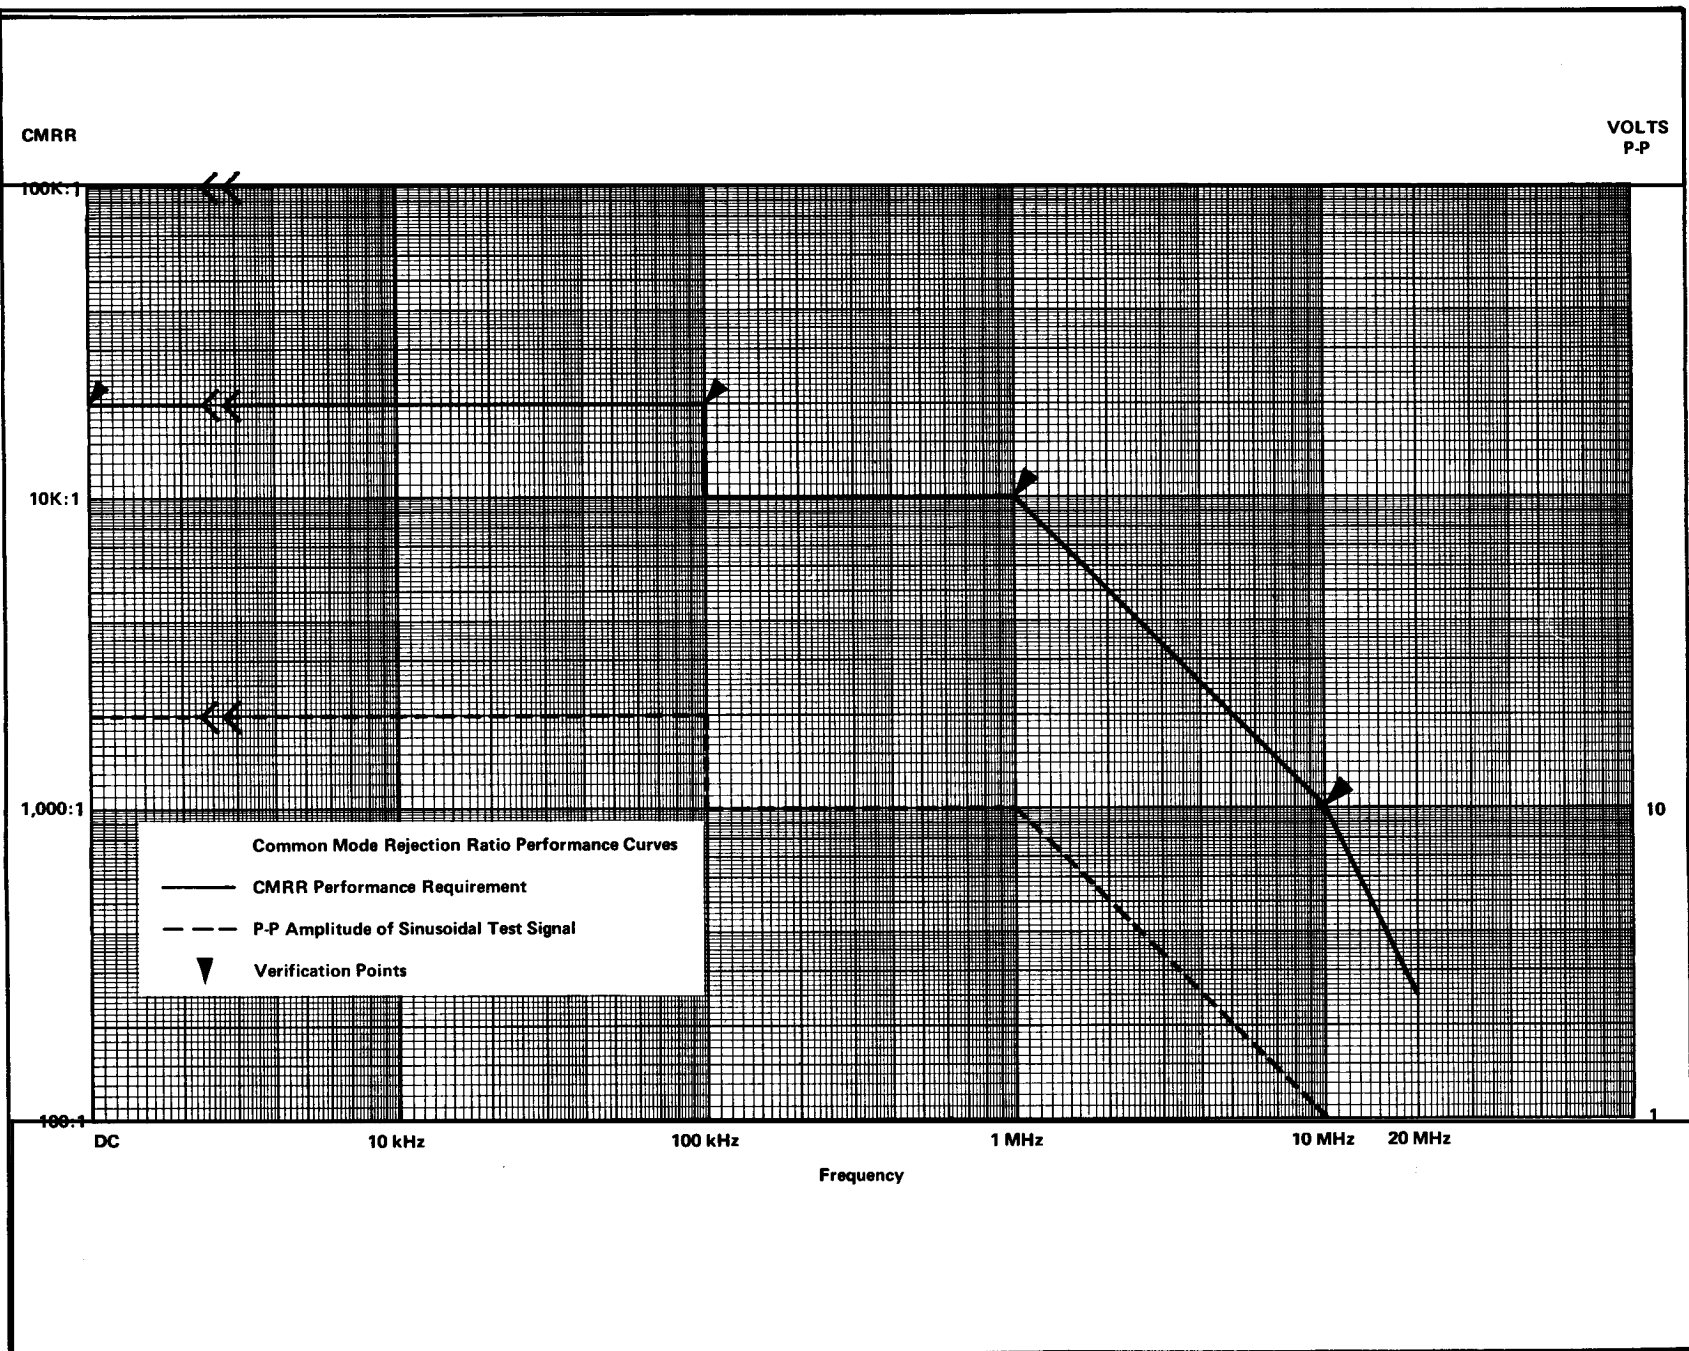 CMRR
VOLTS
P-P
100K:1
10K:1
1,000:1
10
Common Mode Rejection Ratio Performance Curves
CMRR Performance Requirement
P-P Amplitude of Sinusoidal Test Signal
Verification Points
100:1
1
DC
10 kHz
100 kHz
1 MHz
10 MHz
20 MHz
Frequency